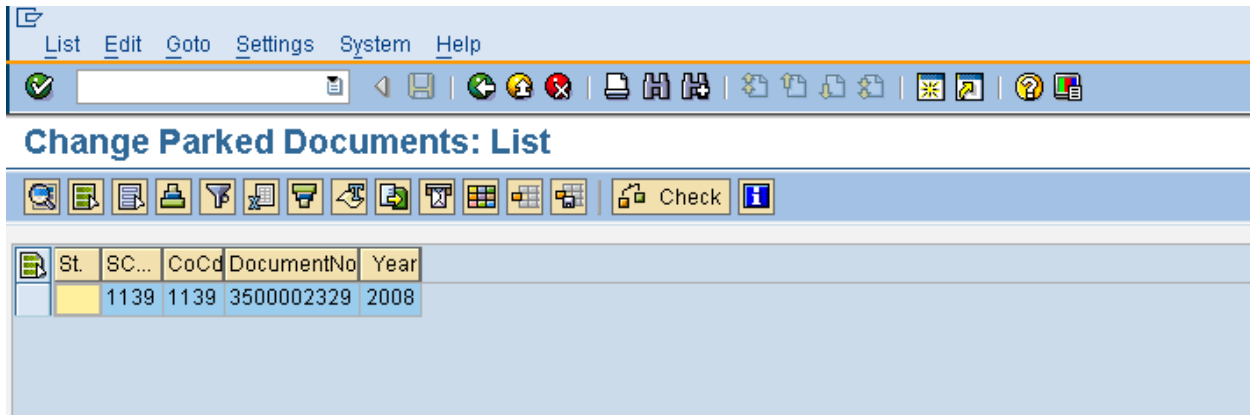 List Edit Goto Settings System Help
Change Parked Documents: List
Check
St. SC... CoCd DocumentNo Year
1139 1139 3500002329 2008